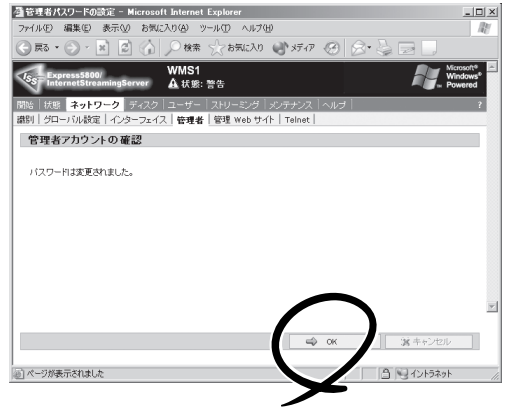 管理者パスワードの設定 - Microsoft Internet Explorer
ファイル(F) 編集(E) 表示(V) お気に入り(A) ツール(T) ヘルプ(H)
戻る 検索 お気に入り メディア
Express5800/
InternetStreamingServer
WMS1
状態: 警告
Microsoft®
Windows®
Powered
開始 状態 ネットワーク ディスク ユーザー ストリーミング メンテナンス ヘルプ ?
識別 グローバル設定 インターフェイス 管理者 管理 Web サイト Telnet
管理者アカウントの確認
パスワードは変更されました。
OK キャンセル
ページが表示されました イントラネット